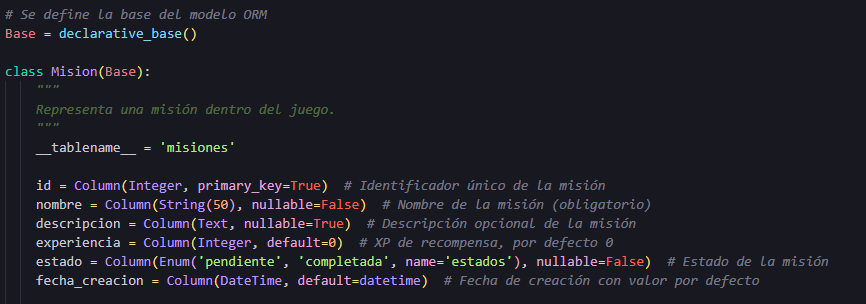 # Se define la base del modelo ORM
Base = declarative_base()
class Mision(Base):
"""
Representa una misión dentro del juego.
"""
__tablename__ = 'misiones'
id = Column(Integer, primary_key=True)  # Identificador único de la misión
nombre = Column(String(50), nullable=False)  # Nombre de la misión (obligatorio)
descripcion = Column(Text, nullable=True)  # Descripción opcional de la misión
experiencia = Column(Integer, default=0)  # XP de recompensa, por defecto 0
estado = Column(Enum('pendiente', 'completada', name='estados'), nullable=False)  # Estado de la misión
fecha_creacion = Column(DateTime, default=datetime)  # Fecha de creación con valor por defecto